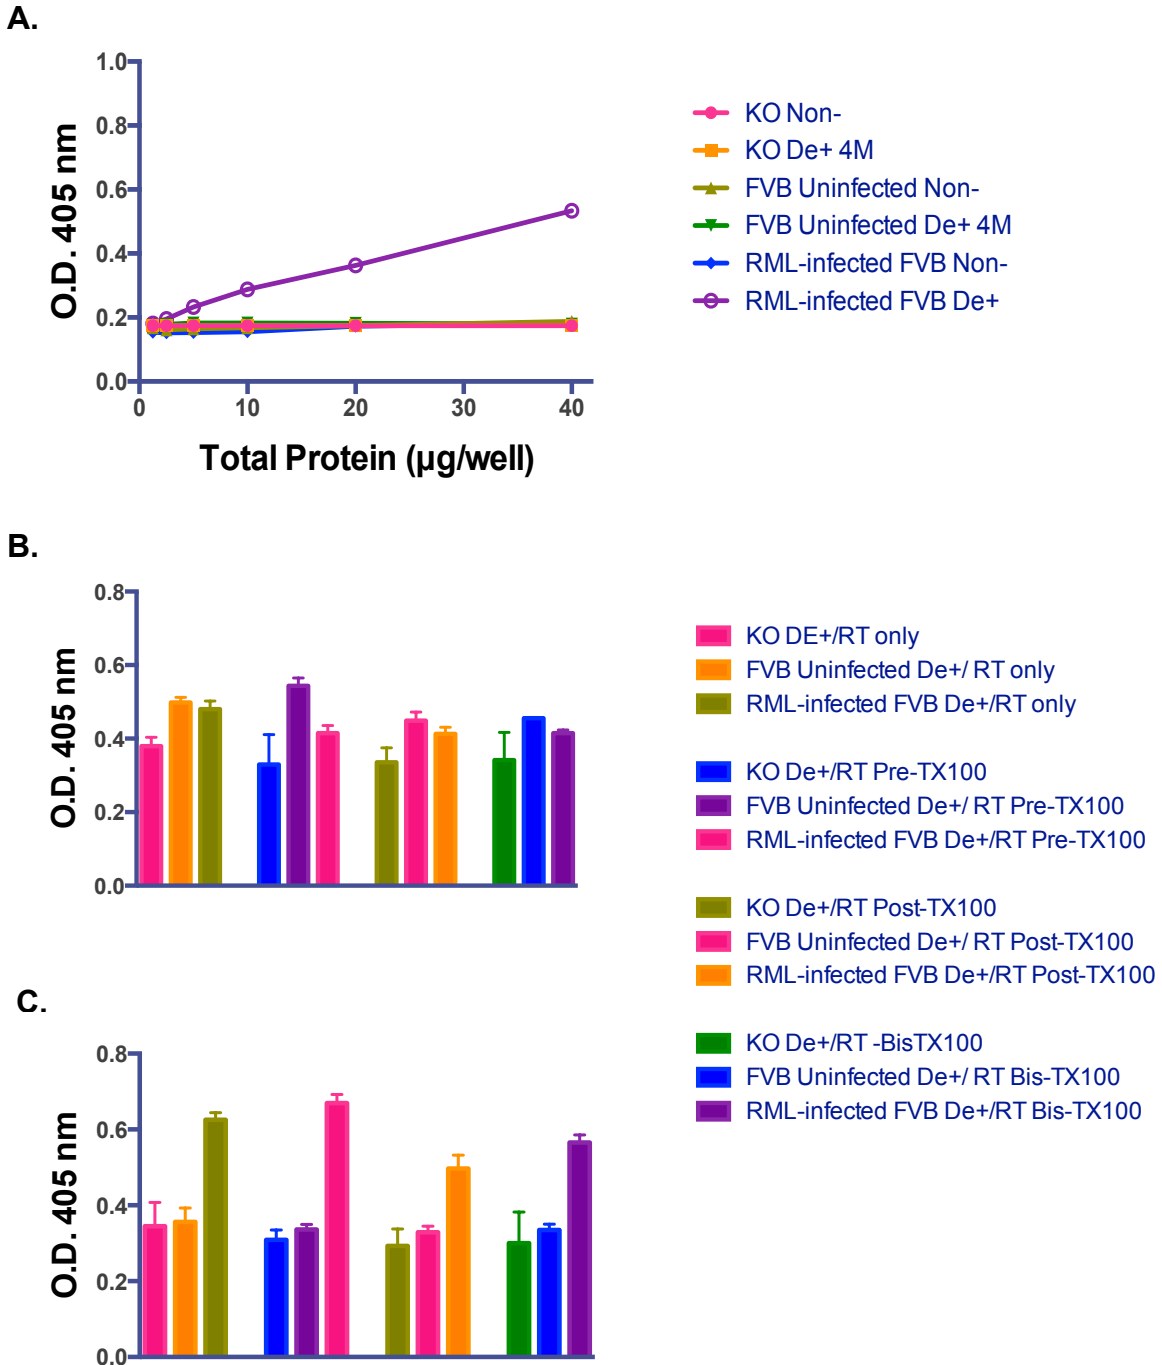 A.
1.0
0.8
0.6
0.4
0.2
0.0
O.D. 405 nm
0 10 20 30 40
Total Protein (µg/well)
KO Non-
KO De+ 4M
FVB Uninfected Non-
FVB Uninfected De+ 4M
RML-infected FVB Non-
RML-infected FVB De+
B.
0.8
0.6
0.4
0.2
0.0
O.D. 405 nm
KO DE+/RT only
FVB Uninfected De+/ RT only
RML-infected FVB De+/RT only
KO De+/RT Pre-TX100
FVB Uninfected De+/ RT Pre-TX100
RML-infected FVB De+/RT Pre-TX100
KO De+/RT Post-TX100
FVB Uninfected De+/ RT Post-TX100
RML-infected FVB De+/RT Post-TX100
KO De+/RT -BisTX100
FVB Uninfected De+/ RT Bis-TX100
RML-infected FVB De+/RT Bis-TX100
C.
0.8
0.6
0.4
0.2
0.0
O.D. 405 nm